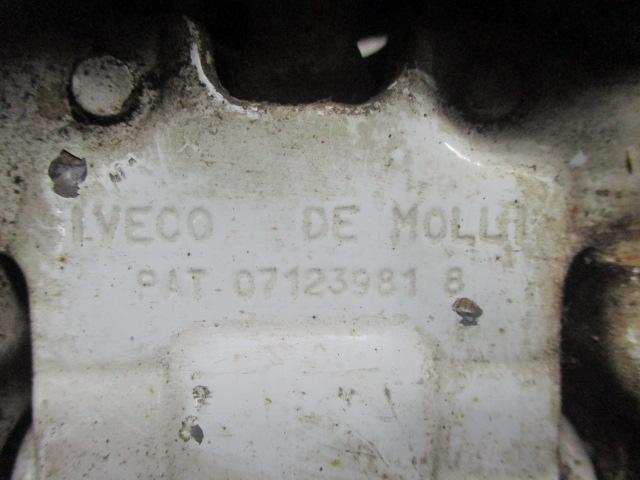 IVECO DE MOLLI
PAT. 07123981 8